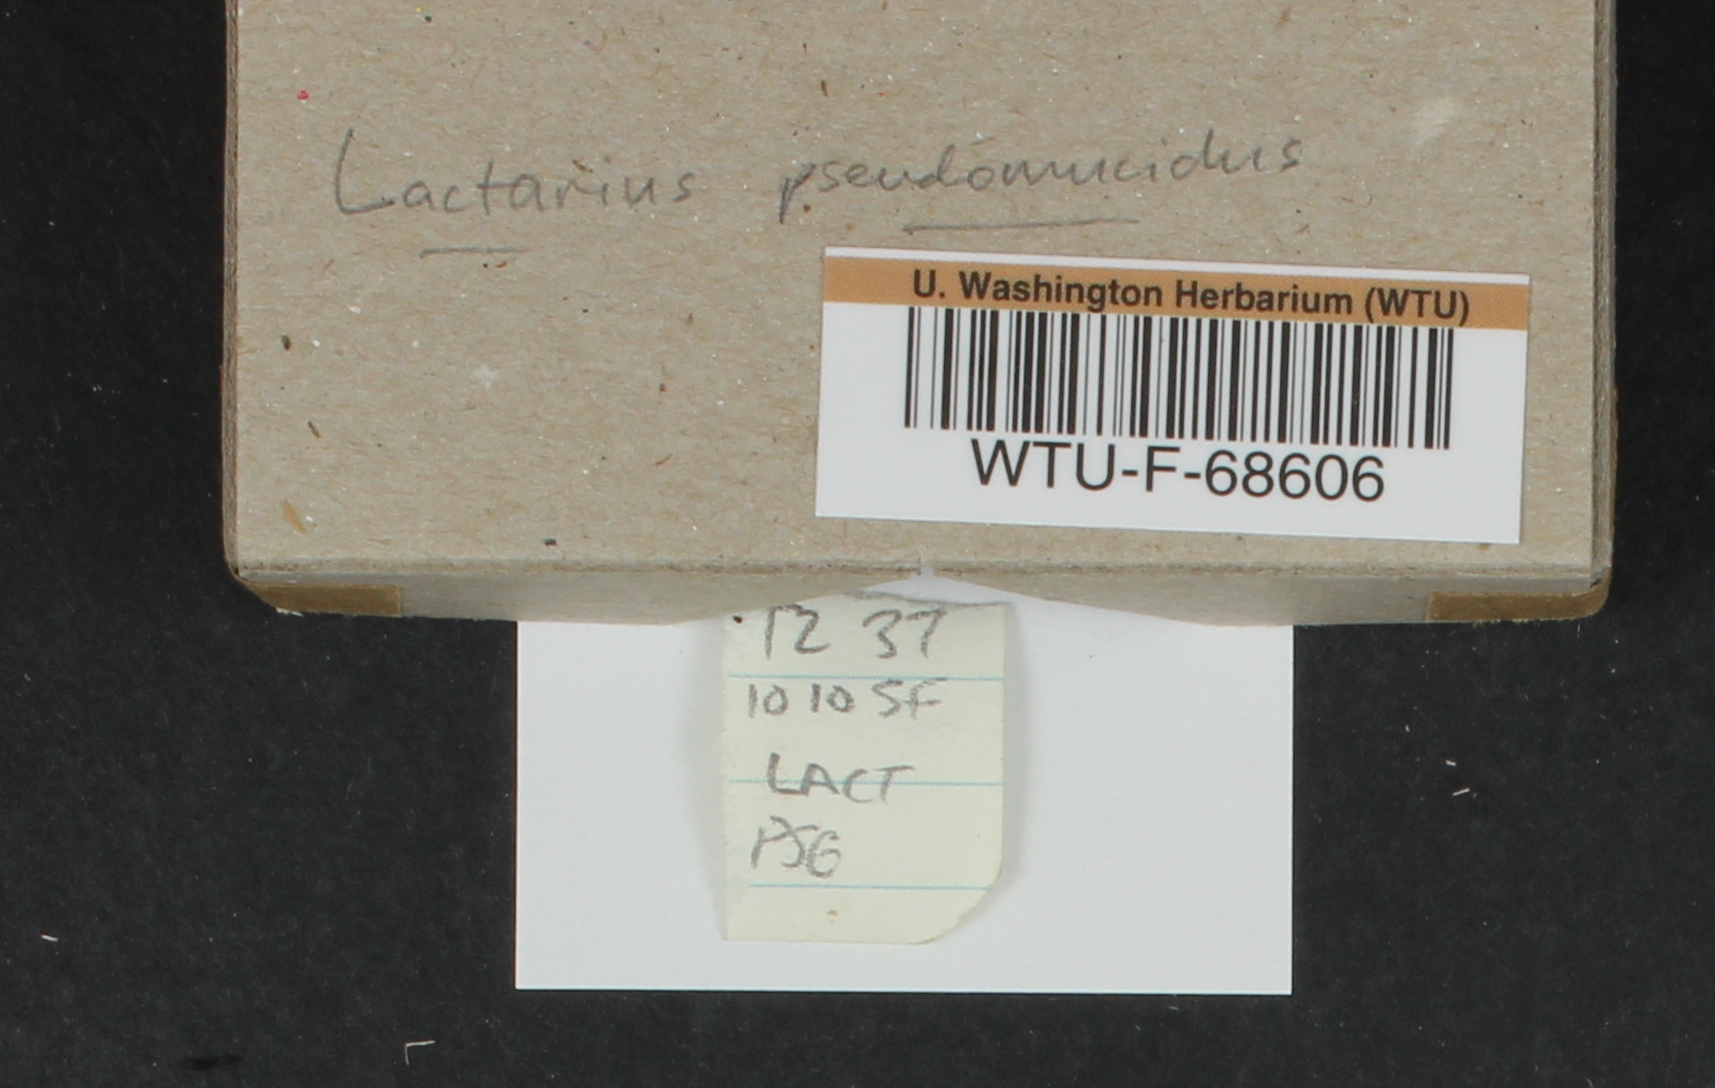 Lactarius pseudomucidus
U. Washington Herbarium (WTU)
WTU-F-68606
T2 37
10 10 SF
LACT
PSG